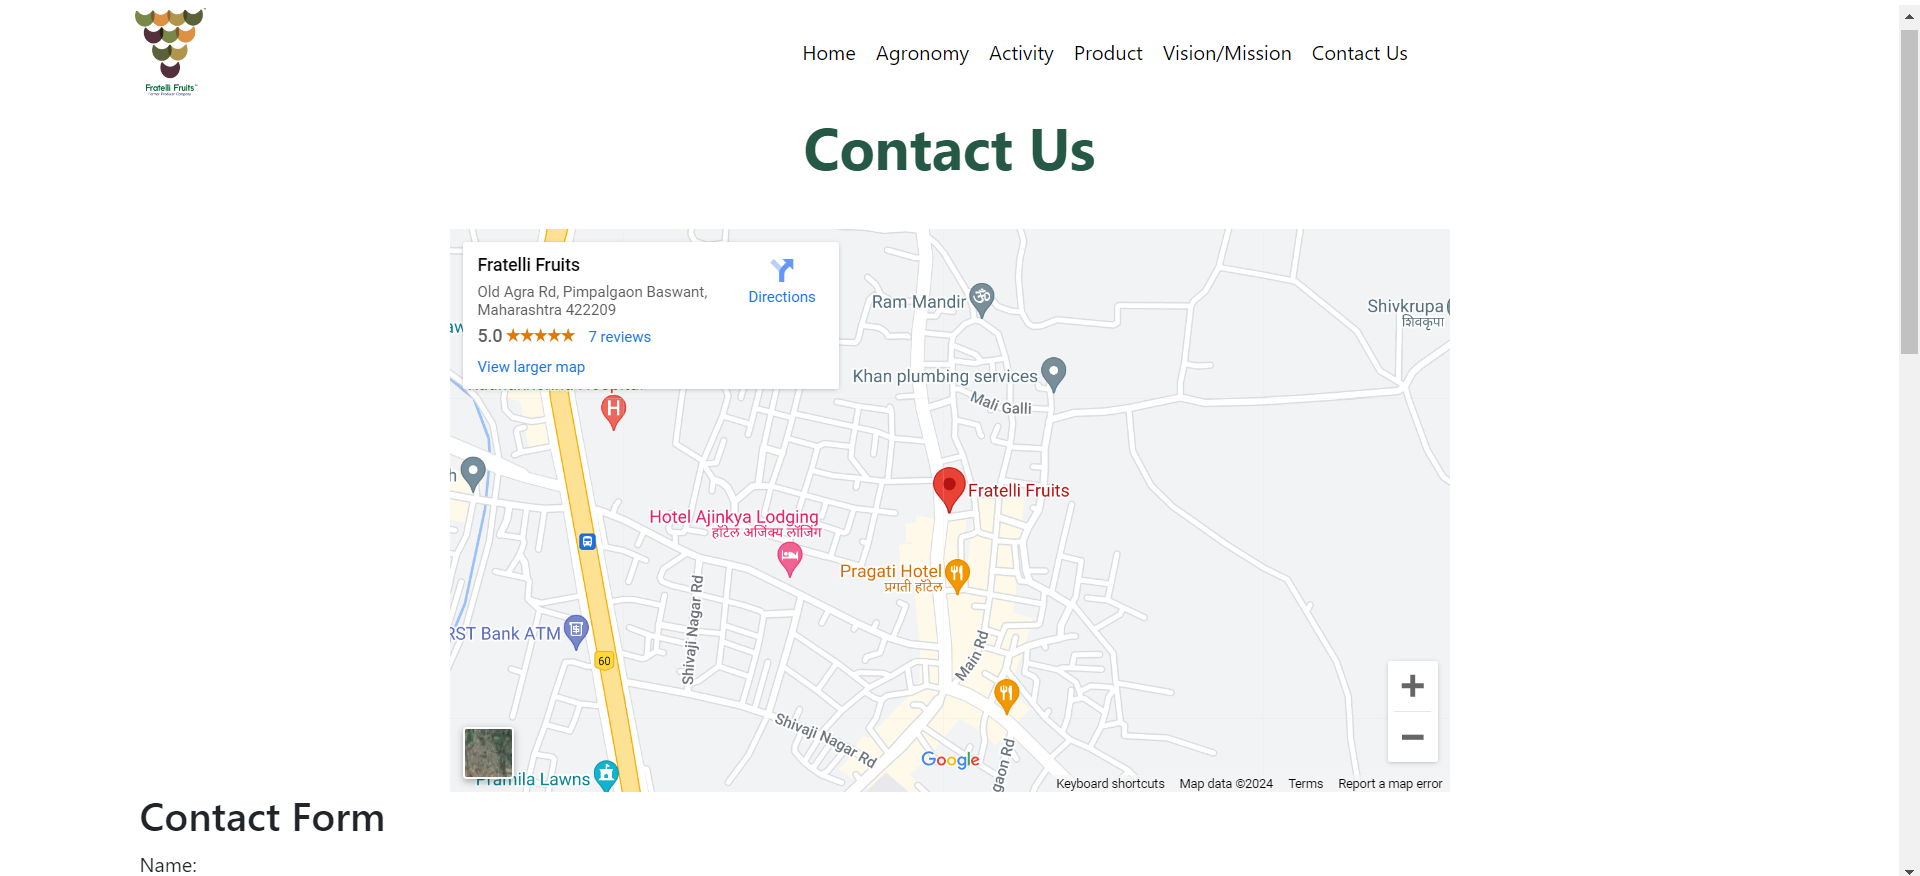 Fratelli Fruits
Farmer Producer Company
Home Agronomy Activity Product Vision/Mission Contact Us
Contact Us
Fratelli Fruits
Old Agra Rd, Pimpalgaon Baswant,
Maharashtra 422209
5.0 7 reviews
View larger map
Directions
Ram Mandir
Shivkrupa
शिवकृपा
Khan plumbing services
Mali Galli
H
Fratelli Fruits
Hotel Ajinkya Lodging
हॉटेल अजिंक्य लॉजिंग
Pragati Hotel
प्रगती हॉटेल
Shivaji Nagar Rd
RST Bank ATM
60
Main Rd
Shivaji Nagar Rd
Google
gaon Rd
Pramila Lawns
Keyboard shortcuts Map data ©2024 Terms Report a map error
Contact Form
Name: